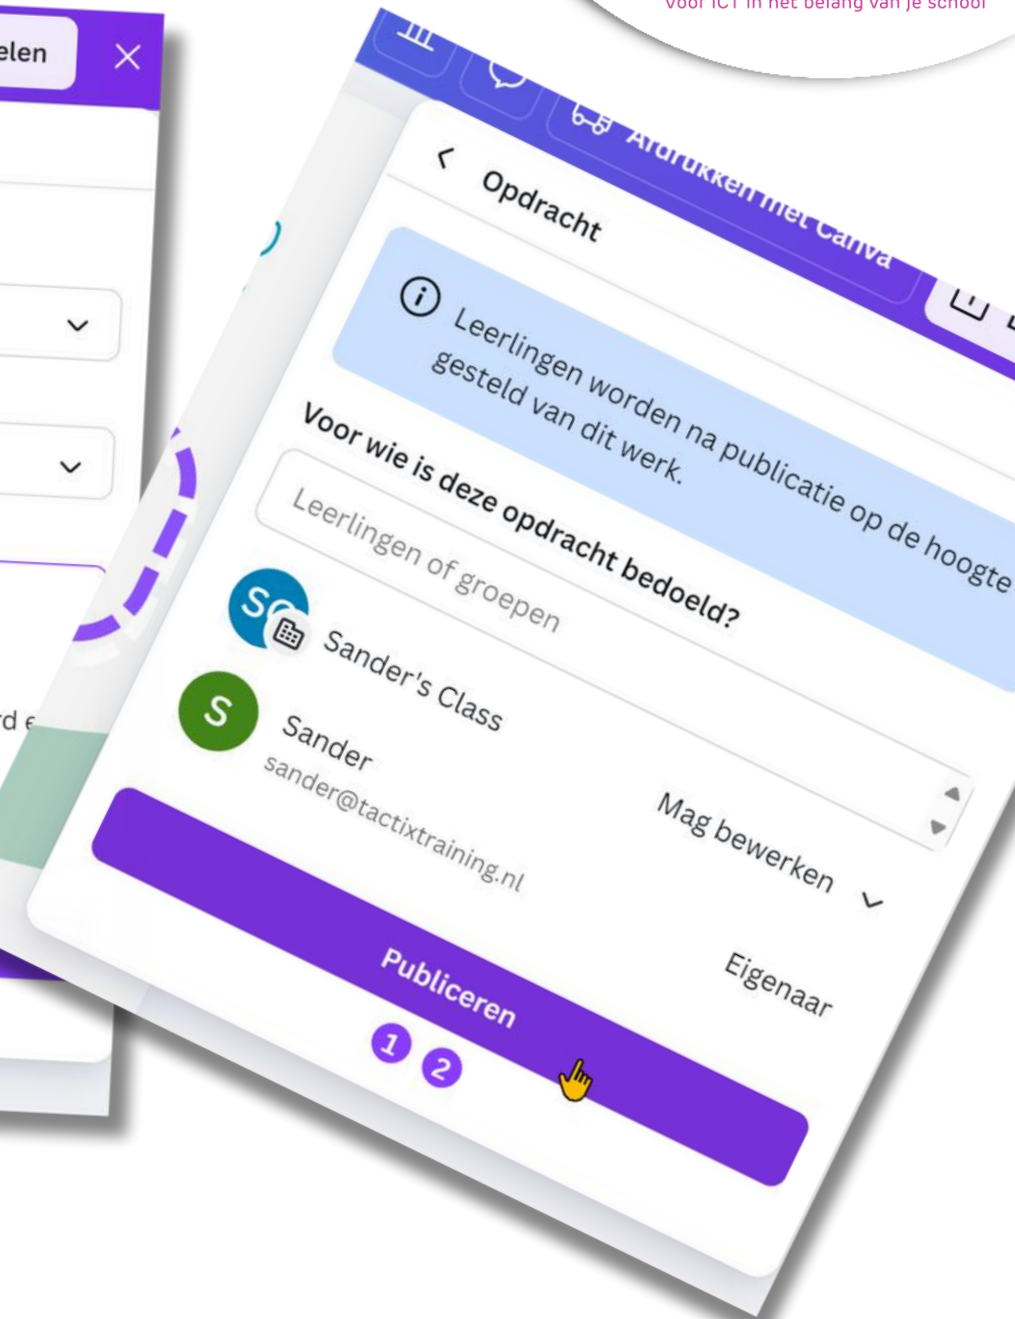 voor ICT in het belang van je school
elen
Afdrukken met Canva
Opdracht
Leerlingen worden na publicatie op de hoogte
gesteld van dit werk.
Voor wie is deze opdracht bedoeld?
Leerlingen of groepen
Sander's Class
Mag bewerken
S
Sander
sander@tactixtraining.nl
Eigenaar
Publiceren
1 2